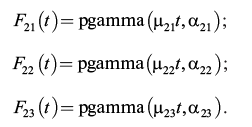 F₂₁(t)=pgamma(μ₂₁t,α₂₁);
F₂₂(t)=pgamma(μ₂₂t,α₂₂);
F₂₃(t)=pgamma(μ₂₃t,α₂₃).